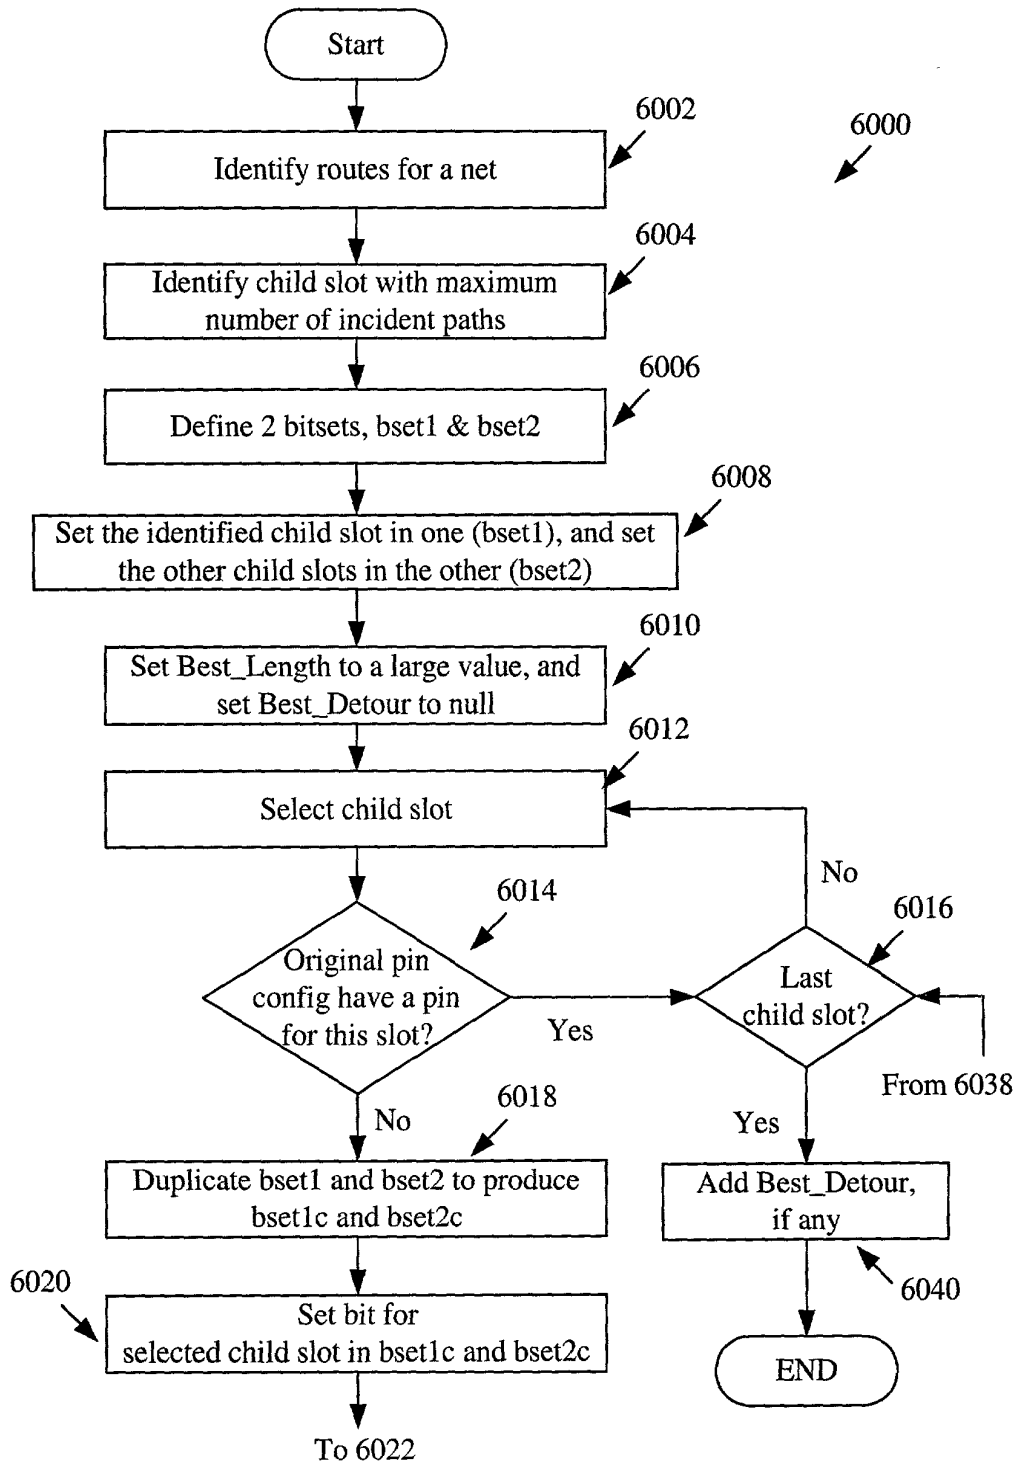 Start
6002
6000
Identify routes for a net
6004
Identify child slot with maximum
number of incident paths
6006
Define 2 bitsets, bset1 & bset2
6008
Set the identified child slot in one (bset1), and set
the other child slots in the other (bset2)
6010
Set Best_Length to a large value, and
set Best_Detour to null
6012
Select child slot
No
6014
6016
Original pin
config have a pin
for this slot?
Last
child slot?
Yes
From 6038
6018
No
Yes
Duplicate bset1 and bset2 to produce
bset1c and bset2c
Add Best_Detour,
if any
6020
6040
Set bit for
selected child slot in bset1c and bset2c
END
To 6022